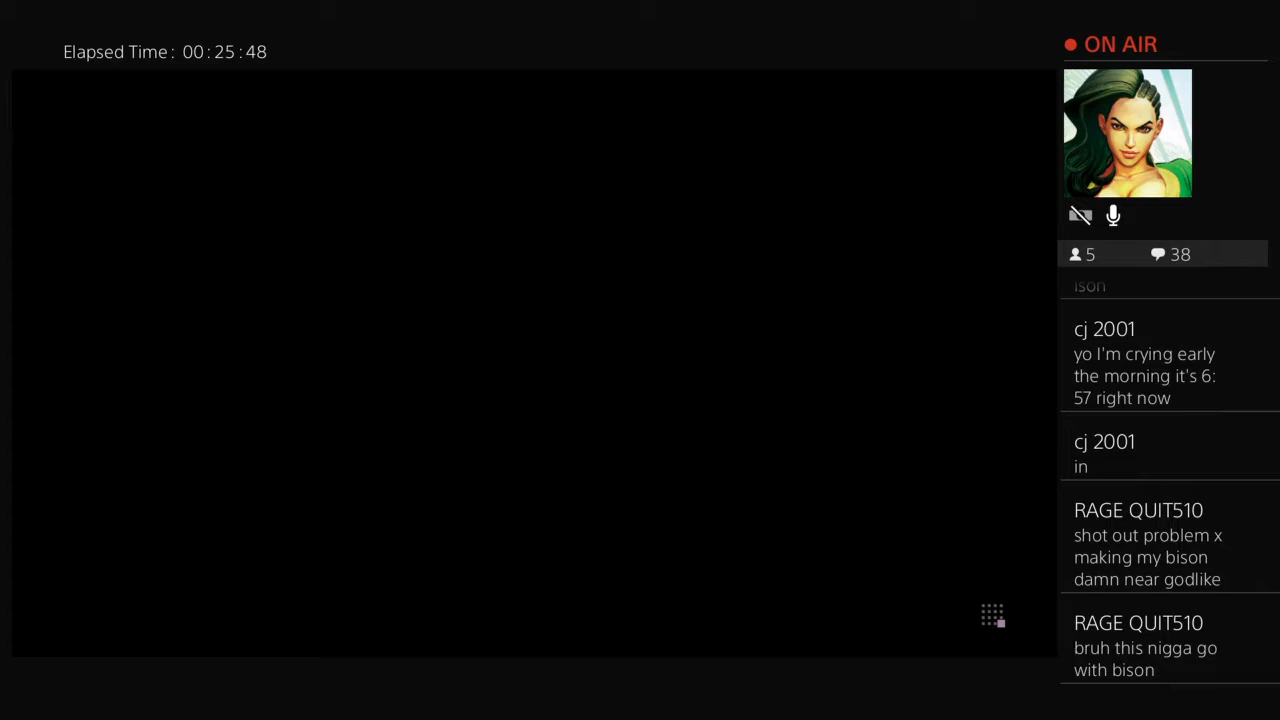 Elapsed Time: 00:25:48
ON AIR
5 38
ison
cj 2001
yo I'm crying early
the morning it's 6:
57 right now
cj 2001
in
RAGE QUIT510
shot out problem x
making my bison
damn near godlike
RAGE QUIT510
bruh this nigga go
with bison